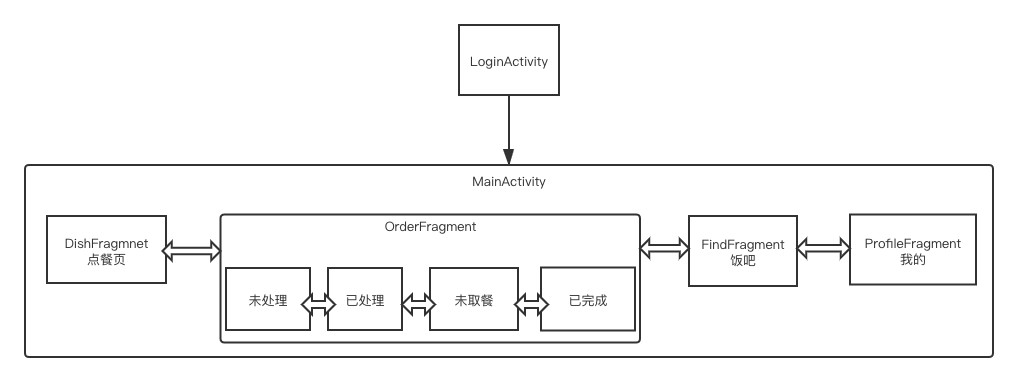 LoginActivity
MainActivity
DishFragmnet
点餐页
OrderFragment
未处理
已处理
未取餐
已完成
FindFragment
饭吧
ProfileFragment
我的